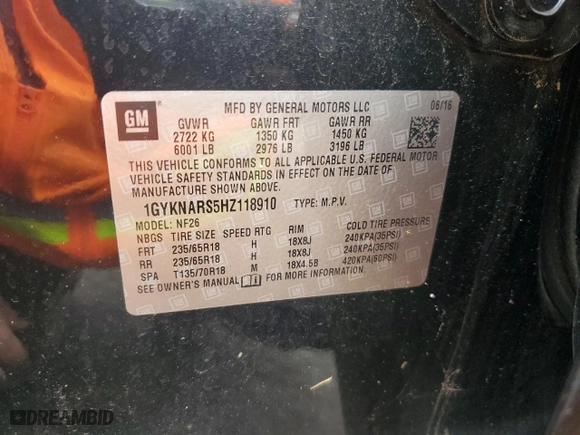 GM
MFD BY GENERAL MOTORS LLC 06/16
GVWR GAWR FRT GAWR RR
2722 KG 1350 KG 1450 KG
6001 LB 2976 LB 3196 LB
THIS VEHICLE CONFORMS TO ALL APPLICABLE U.S. FEDERAL MOTOR
VEHICLE SAFETY STANDARDS IN EFFECT ON THE DATE OF
MANUFACTURE SHOWN ABOVE.
1GYKNARS5HZ118910 TYPE: M.P.V.
MODEL: NF26
NBGS TIRE SIZE SPEED RTG RIM COLD TIRE PRESSURE
FRT 235/65R18 H 18X8J 240KPA(35PSI)
RR 235/65R18 H 18X8J 240KPA(35PSI)
SPA T135/70R18 M 18X4.5B 420KPA(60PSI)
SEE OWNER'S MANUAL FOR MORE INFORMATION.
DREAMBID